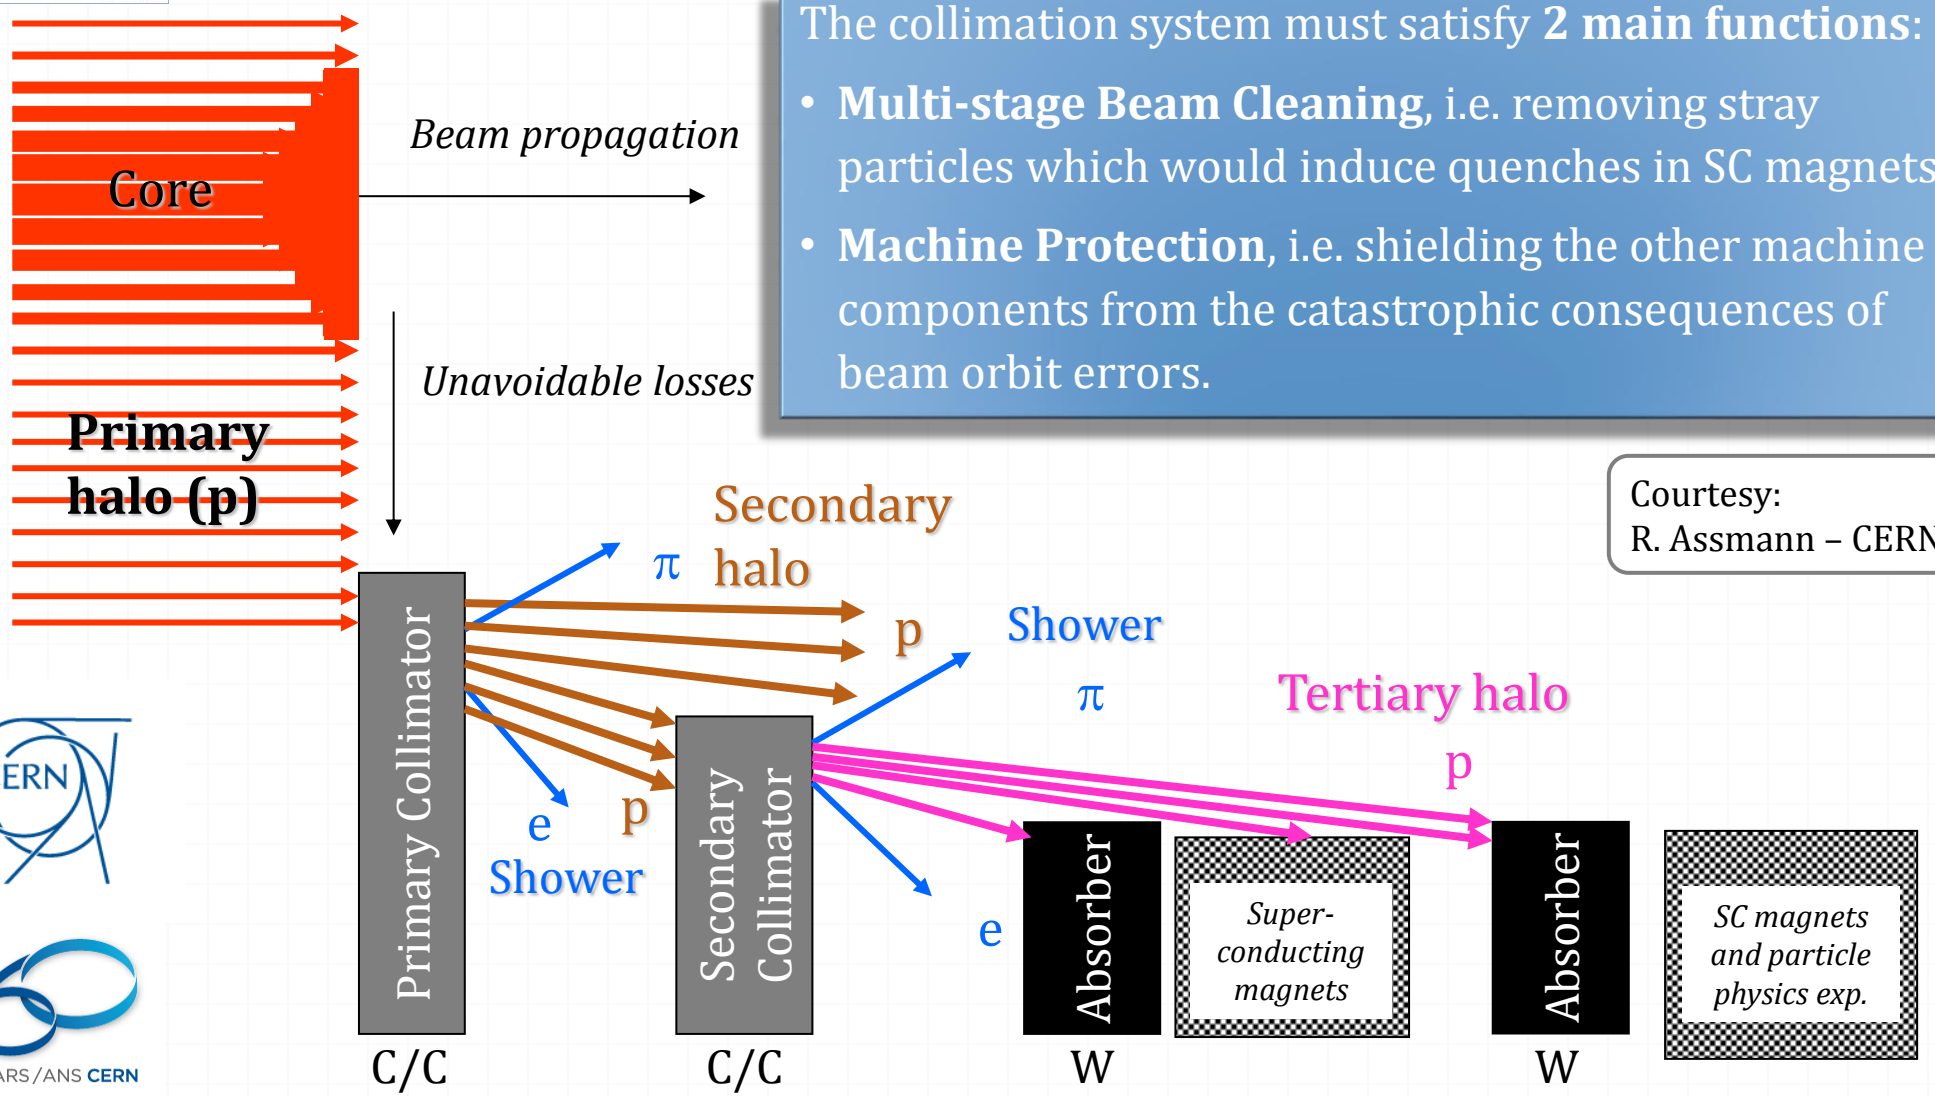 The collimation system must satisfy 2 main functions:
• Multi-stage Beam Cleaning, i.e. removing stray
particles which would induce quenches in SC magnets
• Machine Protection, i.e. shielding the other machine
components from the catastrophic consequences of
beam orbit errors.
Beam propagation
Core
Unavoidable losses
Primary
halo (p)
Courtesy:
R. Assmann – CERN
Secondary
halo
π
p
Shower
π
Tertiary halo
p
e
p
Shower
e
Primary Collimator
Secondary
Collimator
Absorber
Super-
conducting
magnets
Absorber
SC magnets
and particle
physics exp.
C/C
C/C
W
W
ERN
ARS/ANS CERN